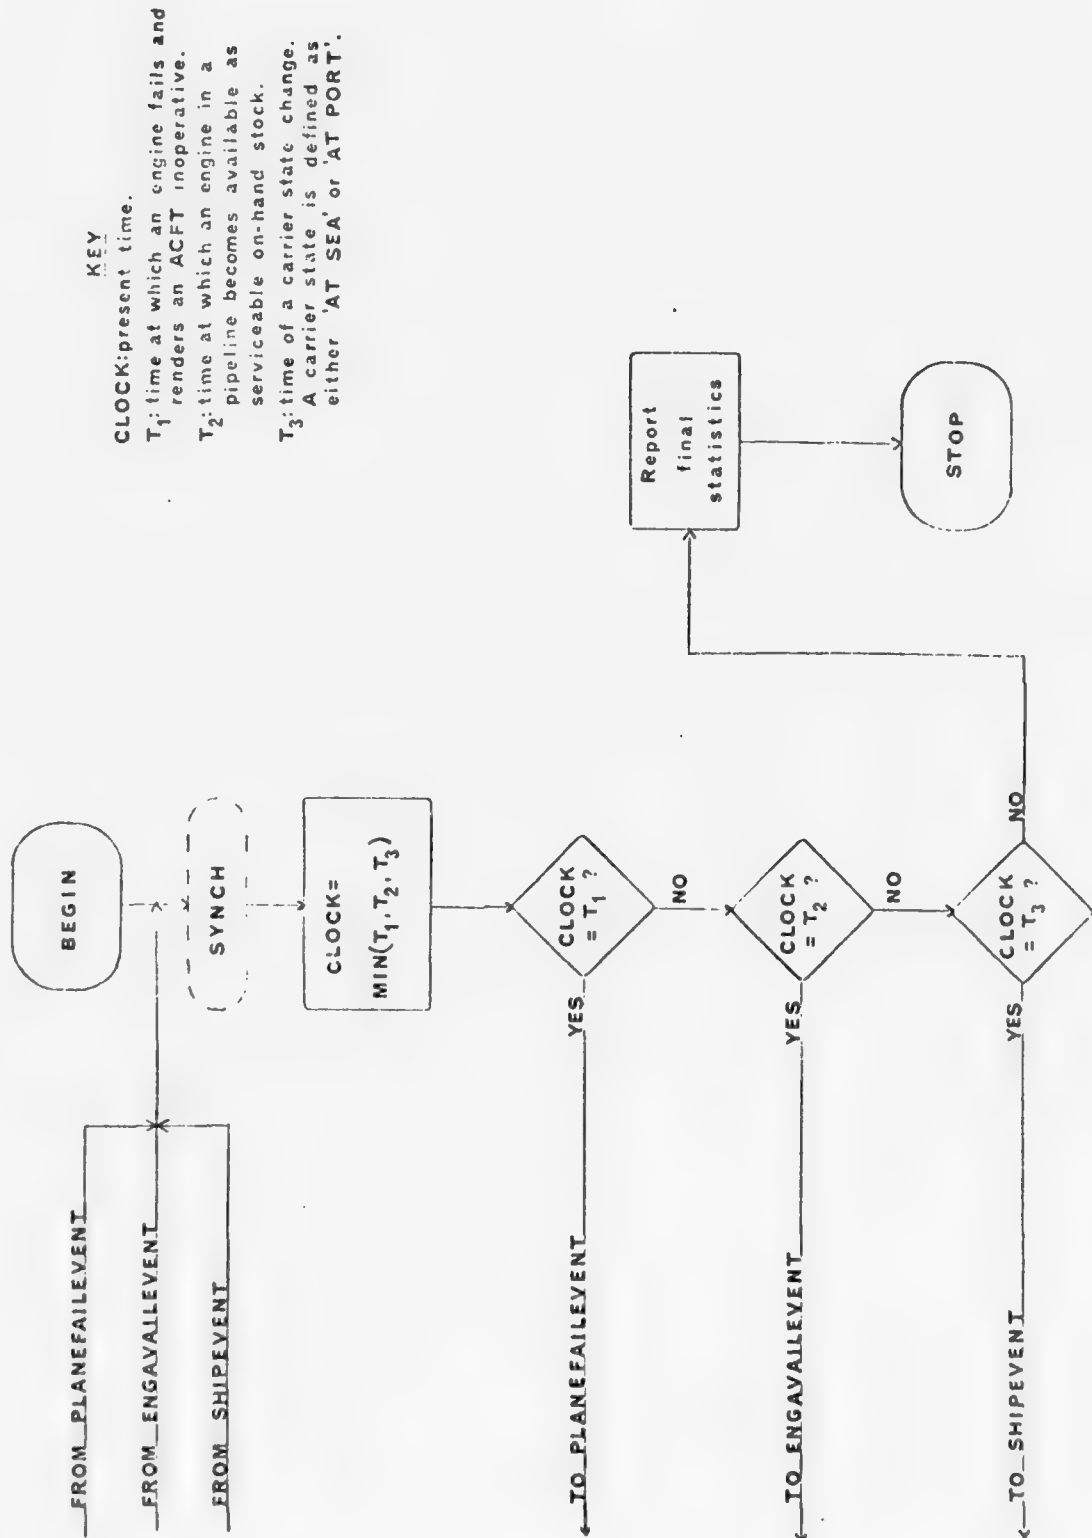 KEY
CLOCK:present time.
T₁: time at which an engine fails and
renders an ACFT inoperative.
T₂: time at which an engine in a
pipeline becomes available as
serviceable on-hand stock.
T₃: time of a carrier state change.
A carrier state is defined as
either 'AT SEA' or 'AT PORT'.
BEGIN
FROM PLANEFAILEVENT
FROM ENGAVAILEVENT
FROM SHIPEVENT
SYNCH
CLOCK=
MIN(T₁, T₂, T₃)
CLOCK
= T₁ ?
YES
TO PLANEFAILEVENT
NO
CLOCK
= T₂ ?
YES
TO ENGAVAILEVENT
NO
CLOCK
= T₃ ?
YES
TO SHIPEVENT
NO
Report
final
statistics
STOP